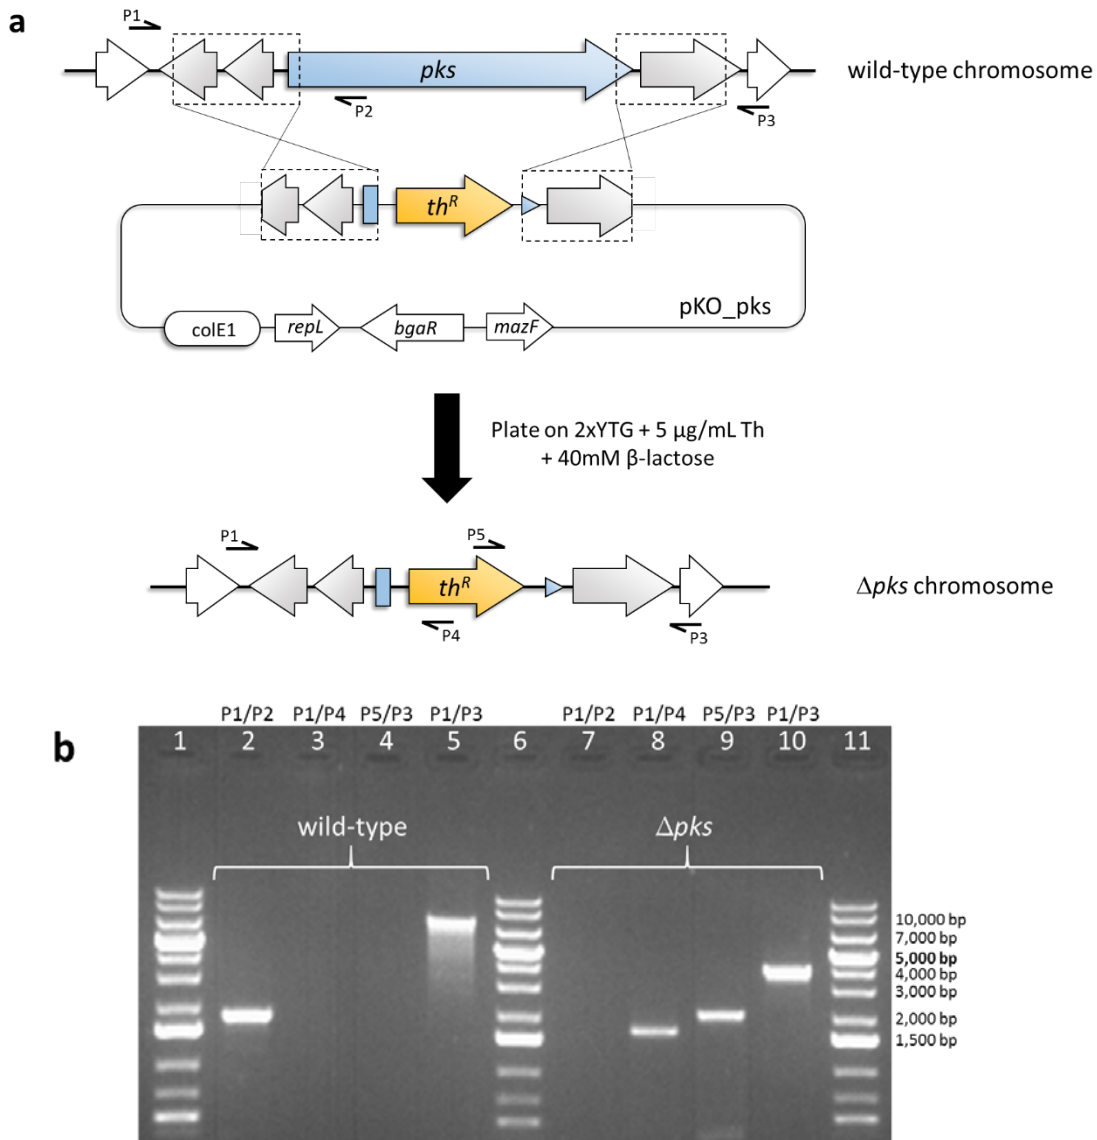 a
P1
pks
wild-type chromosome
P2
P3
thR
pKO_pks
colE1
repL
bgaR
mazF
Plate on 2xYTG + 5 µg/mL Th
+ 40mM β-lactose
P1
P5
thR
Δpks chromosome
P4
P3
P1/P2 P1/P4 P5/P3 P1/P3 P1/P2 P1/P4 P5/P3 P1/P3
b
1 2 3 4 5 6 7 8 9 10 11
wild-type Δpks
10,000 bp
7,000 bp
5,000 bp
4,000 bp
3,000 bp
2,000 bp
1,500 bp